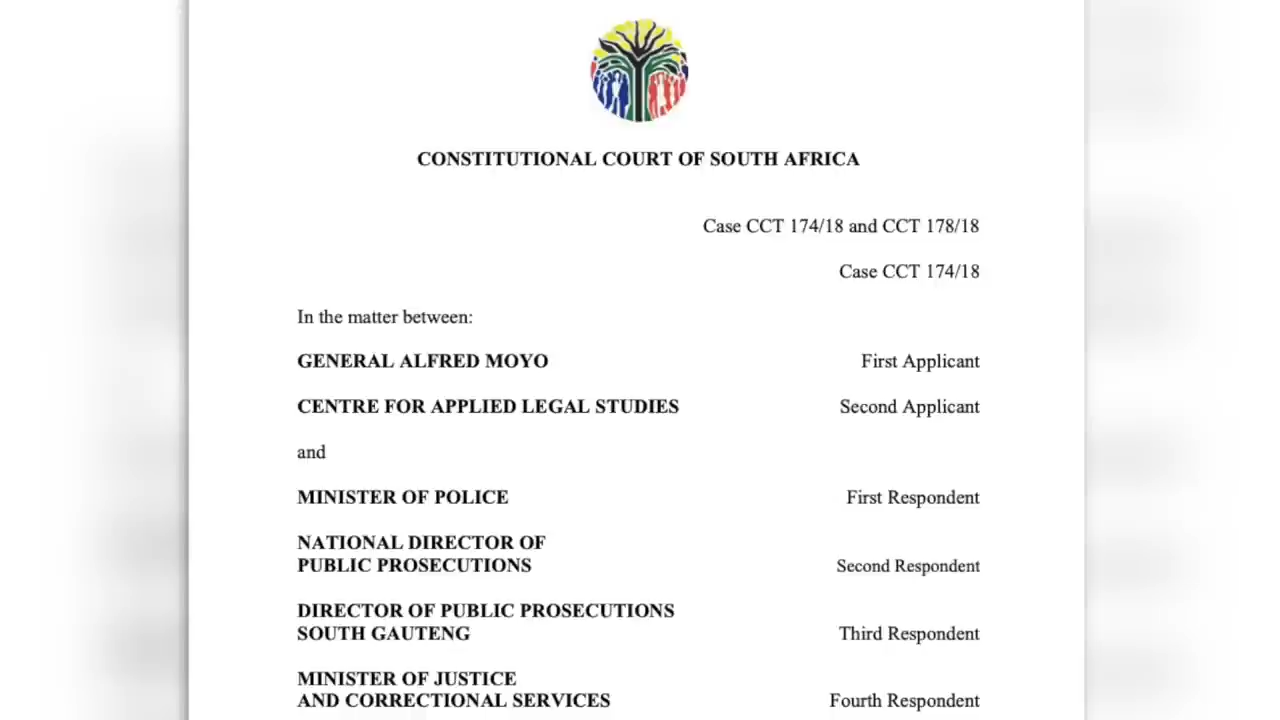 CONSTITUTIONAL COURT OF SOUTH AFRICA
Case CCT 174/18 and CCT 178/18
Case CCT 174/18
In the matter between:
GENERAL ALFRED MOYO First Applicant
CENTRE FOR APPLIED LEGAL STUDIES Second Applicant
and
MINISTER OF POLICE First Respondent
NATIONAL DIRECTOR OF
PUBLIC PROSECUTIONS Second Respondent
DIRECTOR OF PUBLIC PROSECUTIONS
SOUTH GAUTENG Third Respondent
MINISTER OF JUSTICE
AND CORRECTIONAL SERVICES Fourth Respondent